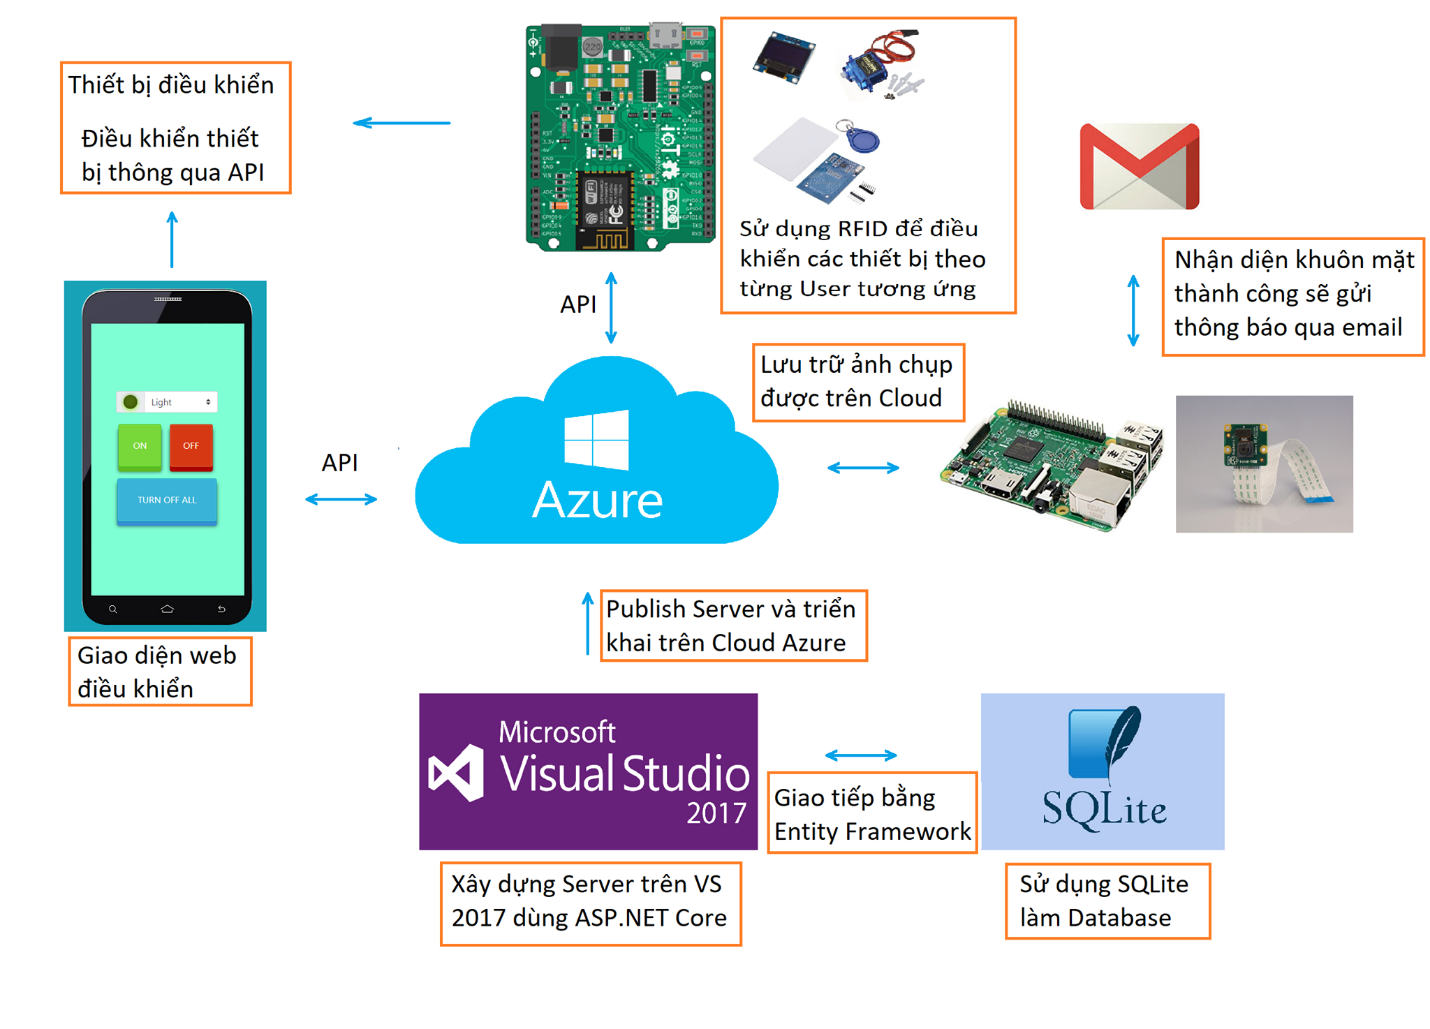 Thiết bị điều khiển
Điều khiển thiết
bị thông qua API
Sử dụng RFID để điều
khiển các thiết bị theo
từng User tương ứng
Nhận diện khuôn mặt
thành công sẽ gửi
thông báo qua email
API
Lưu trữ ảnh chụp
được trên Cloud
Light
ON
OFF
TURN OFF ALL
API
Azure
Giao diện web
điều khiển
Publish Server và triển
khai trên Cloud Azure
Microsoft
Visual Studio
2017
Giao tiếp bằng
Entity Framework
SQLite
Xây dựng Server trên VS
2017 dùng ASP.NET Core
Sử dụng SQLite
làm Database